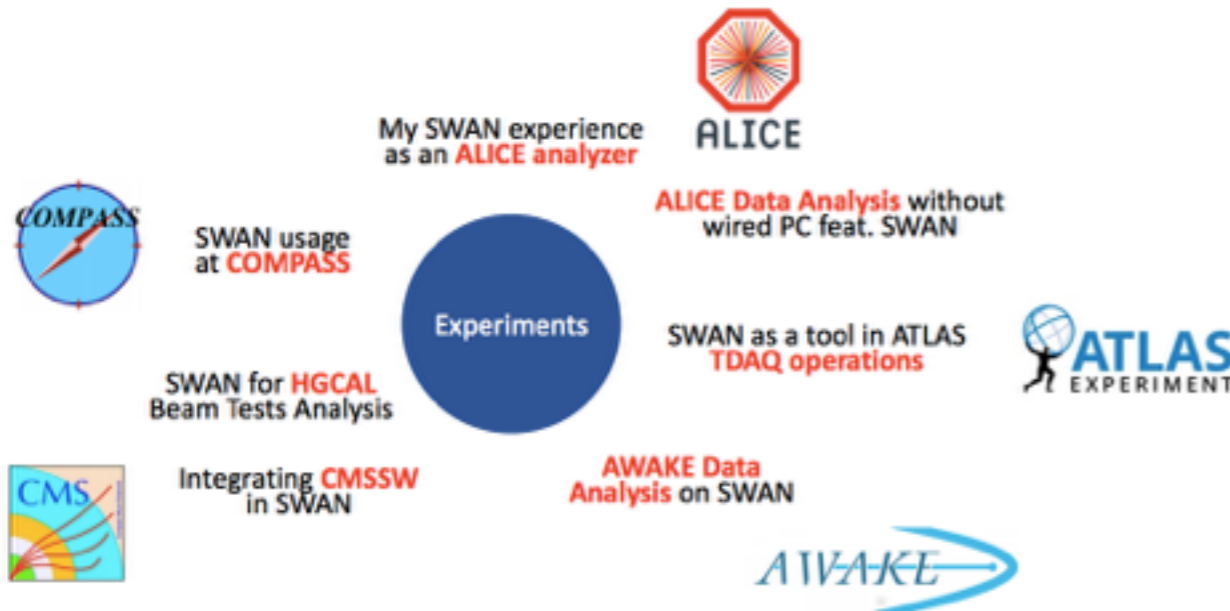 ALICE
My SWAN experience
as an ALICE analyzer
ALICE Data Analysis without
wired PC feat. SWAN
COMPASS
SWAN usage
at COMPASS
Experiments
SWAN as a tool in ATLAS
TDAQ operations
ATLAS
EXPERIMENT
SWAN for HGCAL
Beam Tests Analysis
CMS
Integrating CMSSW
in SWAN
AWAKE Data
Analysis on SWAN
AWAKE